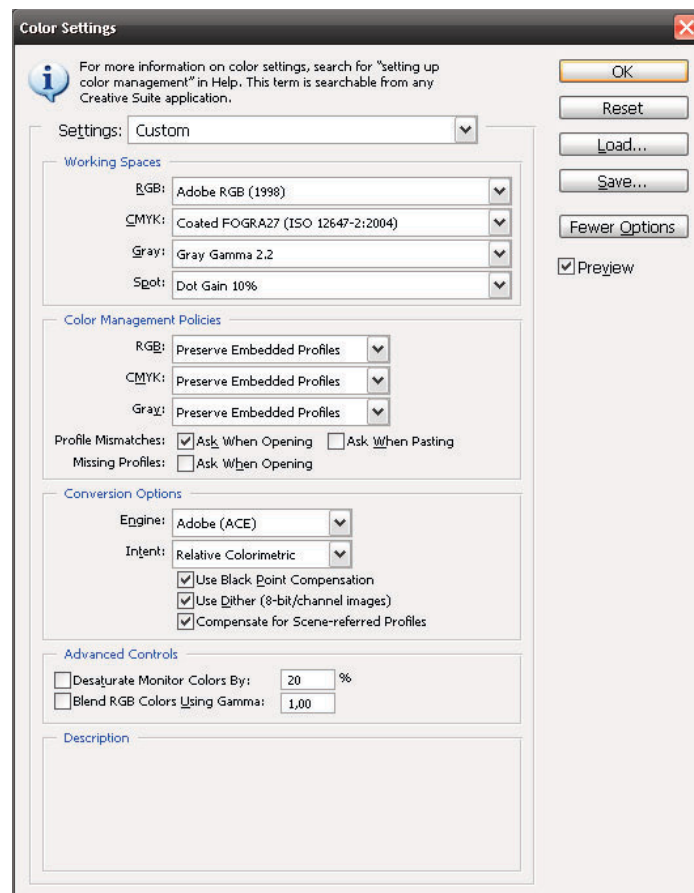 Color Settings
For more information on color settings, search for "setting up
color management" in Help. This term is searchable from any
Creative Suite application.
Settings: Custom
Working Spaces
RGB: Adobe RGB (1998)
CMYK: Coated FOGRA27 (ISO 12647-2:2004)
Gray: Gray Gamma 2.2
Spot: Dot Gain 10%
Color Management Policies
RGB: Preserve Embedded Profiles
CMYK: Preserve Embedded Profiles
Gray: Preserve Embedded Profiles
Profile Mismatches: Ask When Opening Ask When Pasting
Missing Profiles: Ask When Opening
Conversion Options
Engine: Adobe (ACE)
Intent: Relative Colorimetric
Use Black Point Compensation
Use Dither (8-bit/channel images)
Compensate for Scene-referred Profiles
Advanced Controls
Desaturate Monitor Colors By: 20 %
Blend RGB Colors Using Gamma: 1,00
Description
OK
Reset
Load...
Save...
Fewer Options
Preview